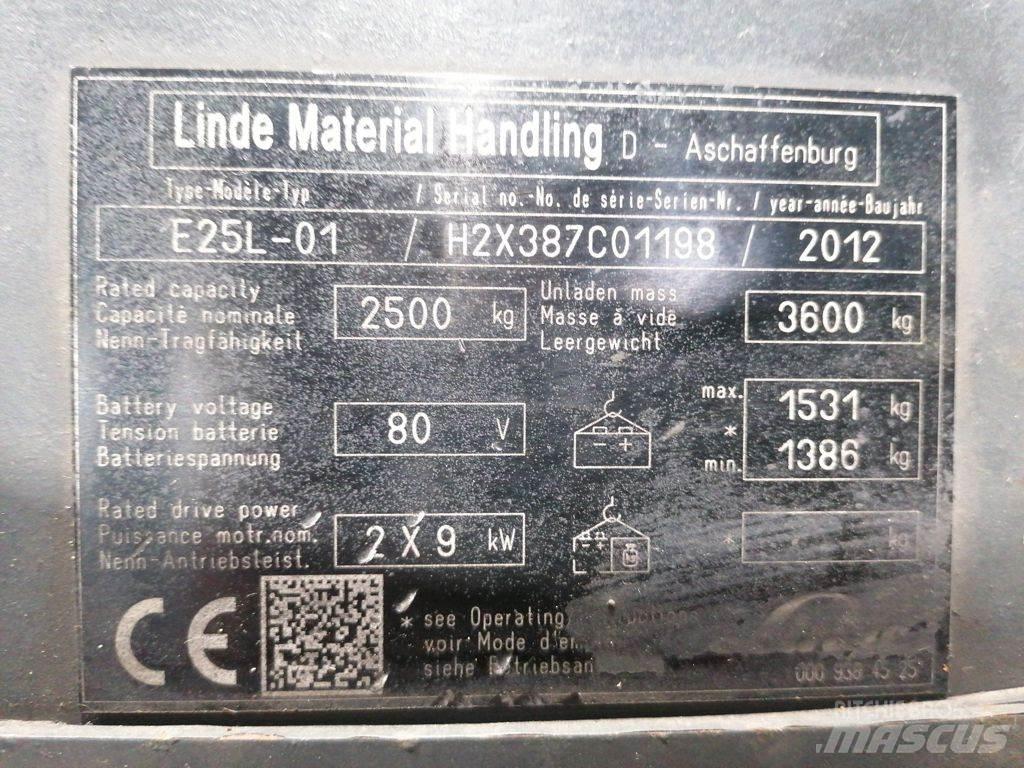 Linde Material Handling D - Aschaffenburg
Type-Modèle-Typ / Serial no.-No. de série-Serien-Nr. / year-année-Baujahr
E25L-01 / H2X387C01198 / 2012
Rated capacity
Capacité nominale
Nenn-Tragfähigkeit
2500 kg
Unladen mass
Masse à vide
Leergewicht
3600 kg
Battery voltage
Tension batterie
Batteriespannung
80 V
- +
max. 1531 kg
*
min. 1386 kg
Rated drive power
Puissance motr.nom.
Nenn-Antriebsleist.
2 X 9 kW
* kg
CE
* see Operating
voir Mode d'e
siehe Betriebsan
000 938 45 25
MASCUS